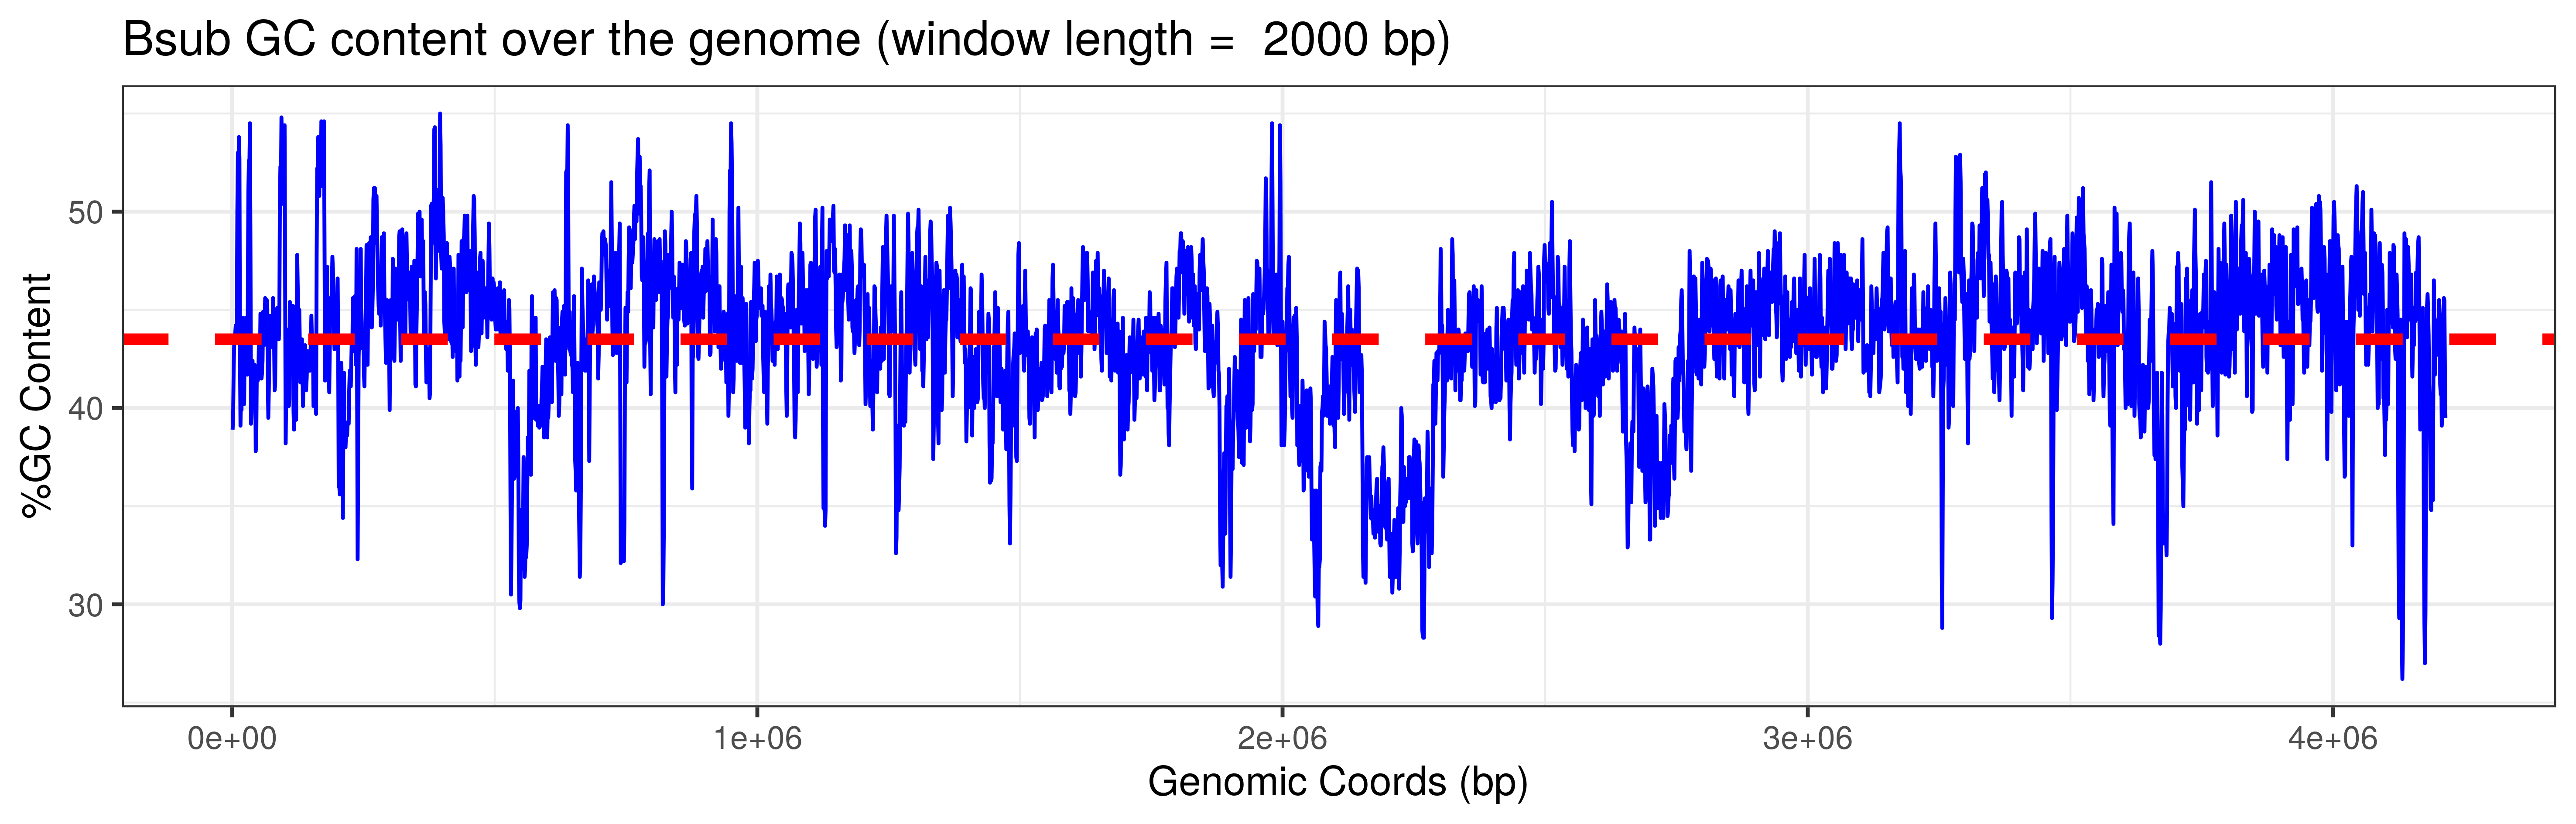 Bsub GC content over the genome (window length =  2000 bp)
%GC Content
50
40
30
0e+00
1e+06
2e+06
3e+06
4e+06
Genomic Coords (bp)